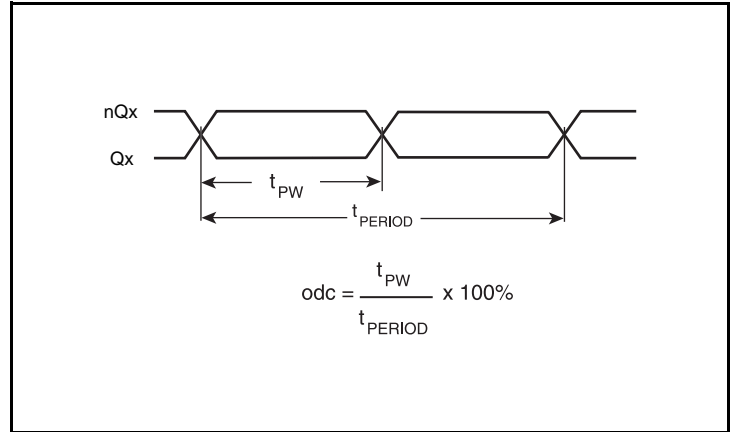 nQx
Qx
tPW
tPERIOD
odc = tPW / tPERIOD x 100%